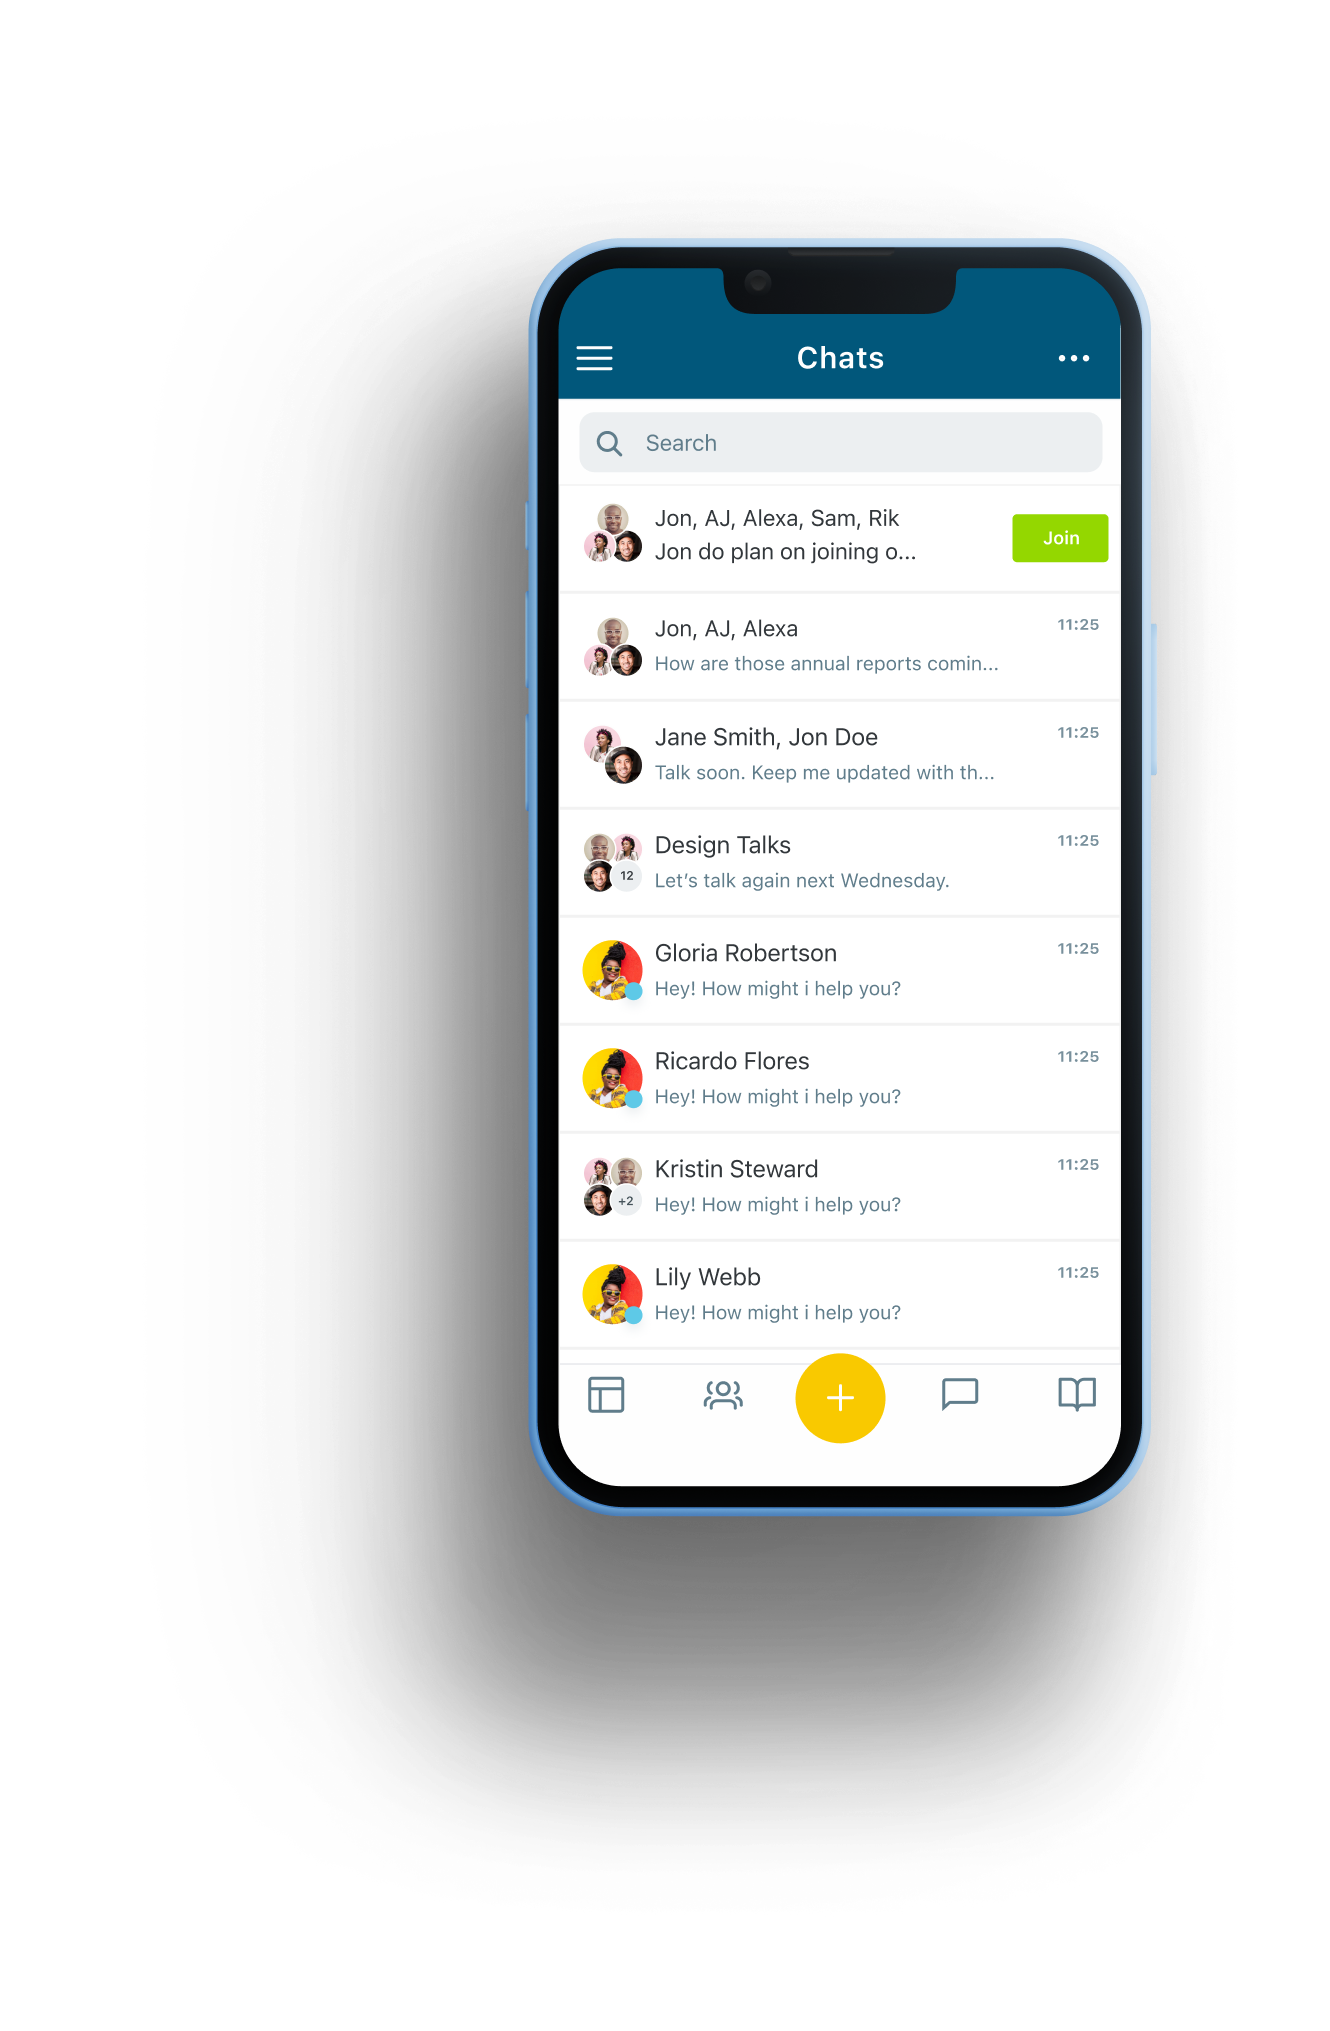 Chats
Search
Jon, AJ, Alexa, Sam, Rik
Jon do plan on joining o...
Join
Jon, AJ, Alexa
11:25
How are those annual reports comin...
Jane Smith, Jon Doe
11:25
Talk soon. Keep me updated with th...
Design Talks
11:25
12
Let's talk again next Wednesday.
Gloria Robertson
11:25
Hey! How might i help you?
Ricardo Flores
11:25
Hey! How might i help you?
Kristin Steward
11:25
+2
Hey! How might i help you?
Lily Webb
11:25
Hey! How might i help you?